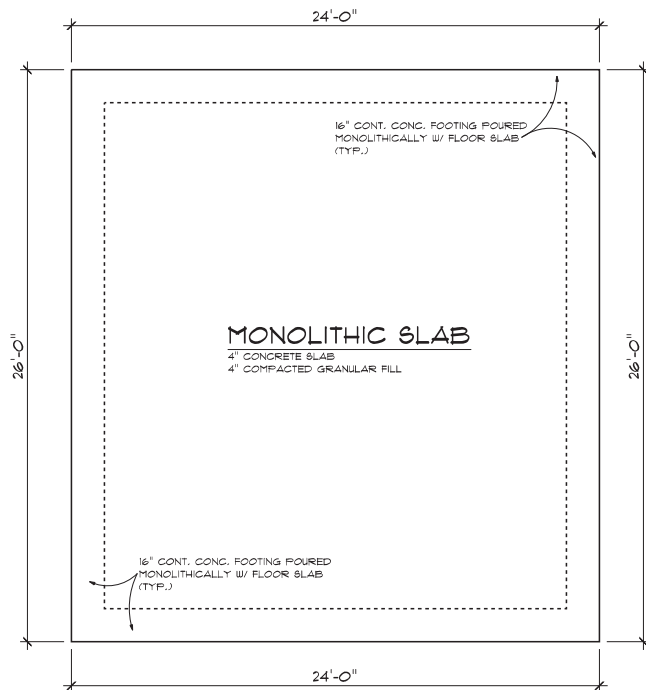 24'-0"
16" CONT. CONC. FOOTING POURED
MONOLITHICALLY W/ FLOOR SLAB
(TYP.)
26'-0"
26'-0"
MONOLITHIC SLAB
4" CONCRETE SLAB
4" COMPACTED GRANULAR FILL
16" CONT. CONC. FOOTING POURED
MONOLITHICALLY W/ FLOOR SLAB
(TYP.)
24'-0"